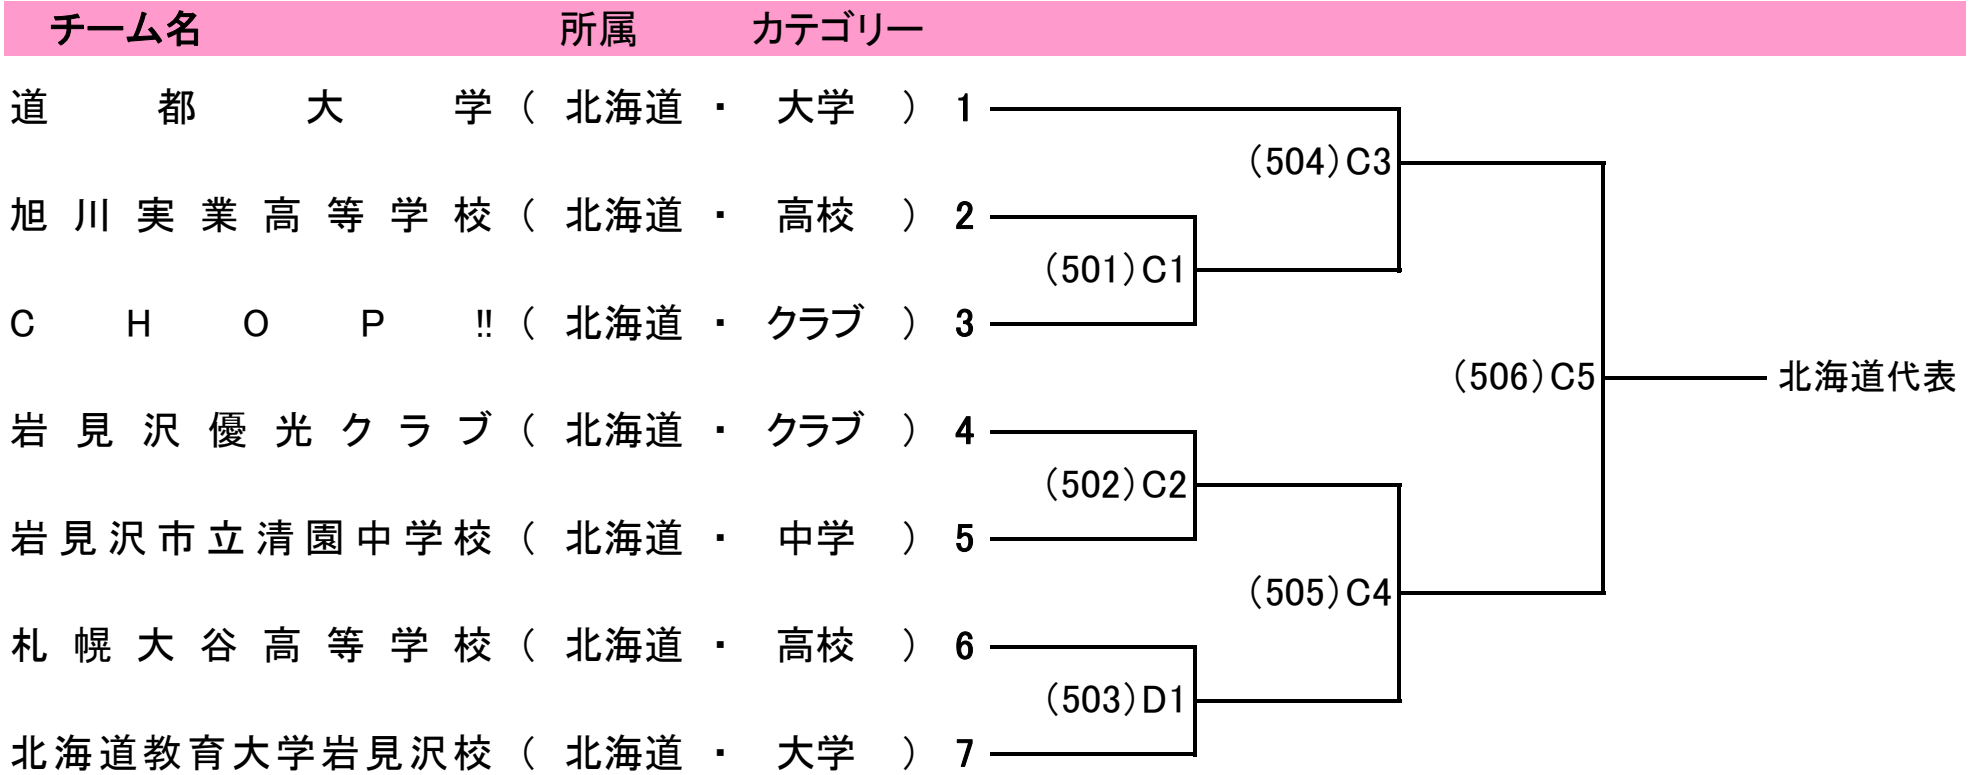 チーム名 所属 カテゴリー
道都大学 ( 北海道 ・ 大学 ) 1
(504)C3
旭川実業高等学校 ( 北海道 ・ 高校 ) 2
(501)C1
CHOP!! ( 北海道 ・ クラブ ) 3
(506)C5 北海道代表
岩見沢優光クラブ ( 北海道 ・ クラブ ) 4
(502)C2
岩見沢市立清園中学校 ( 北海道 ・ 中学 ) 5
(505)C4
札幌大谷高等学校 ( 北海道 ・ 高校 ) 6
(503)D1
北海道教育大学岩見沢校 ( 北海道 ・ 大学 ) 7